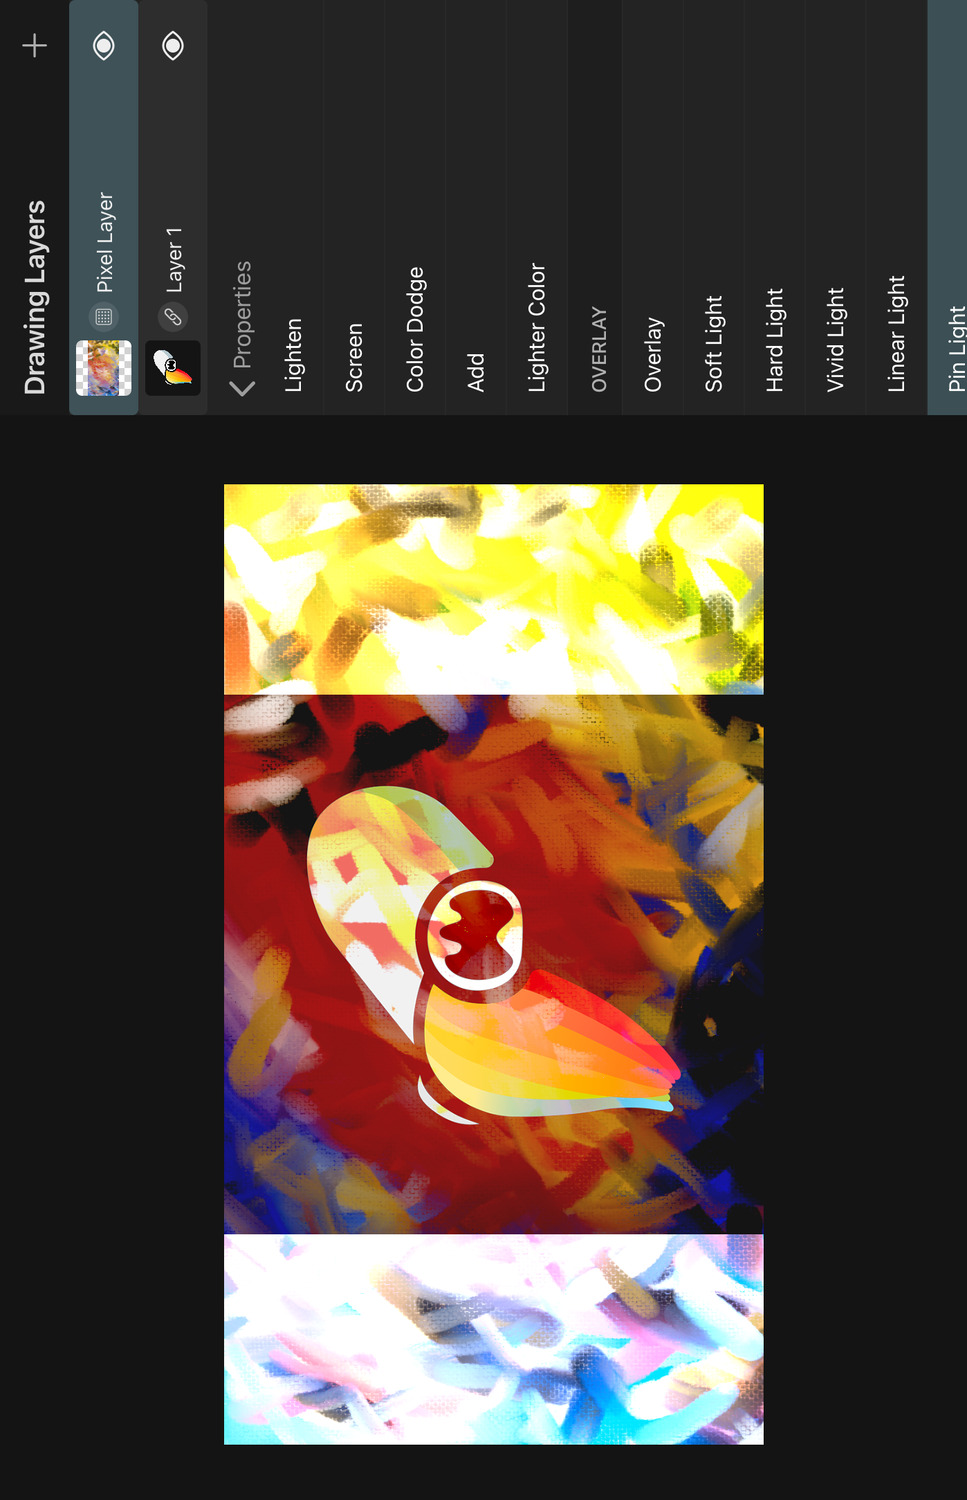 Drawing Layers
Pixel Layer
Layer 1
Properties
Lighten
Screen
Color Dodge
Add
Lighter Color
OVERLAY
Overlay
Soft Light
Hard Light
Vivid Light
Linear Light
Pin Light